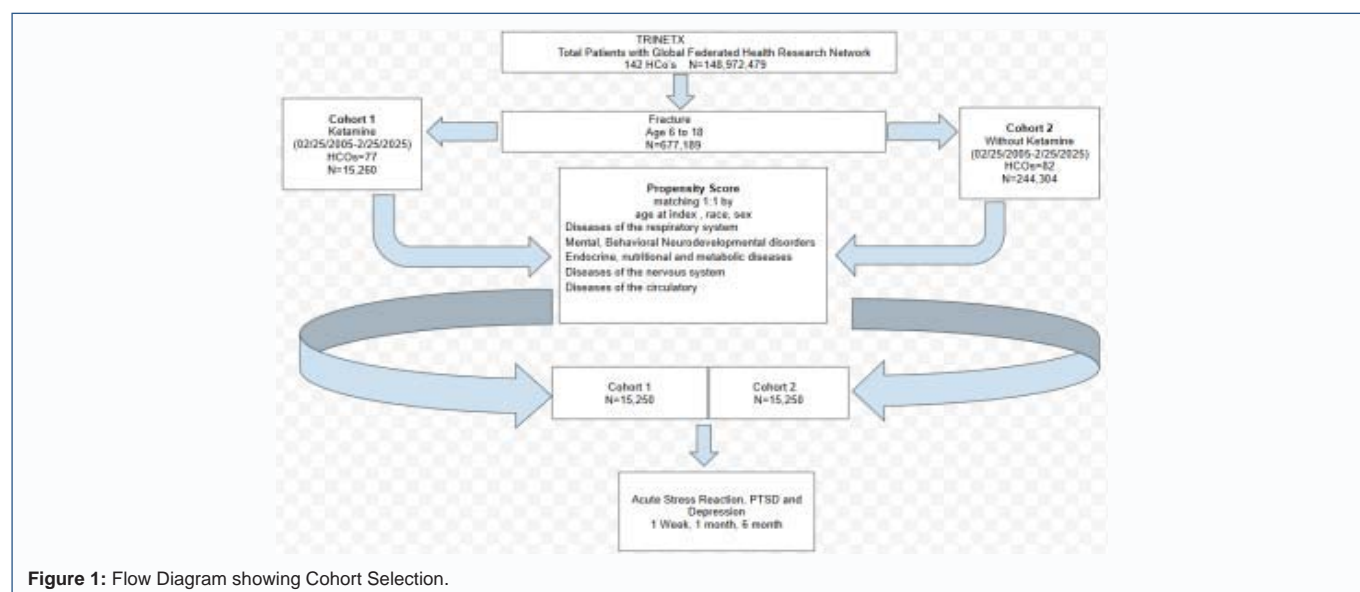 TRINETX
Total Patients with Global Federated Health Research Network
142 HCo's N=148,972,479
Fracture
Age 6 to 18
N=677,189
Cohort 1
Ketamine
(02/25/2005-2/25/2025)
HCOs=77
N=15,260
Cohort 2
Without Ketamine
(02/25/2005-2/25/2025)
HCOs=82
N=244,304
Propensity Score
matching 1:1 by
age at index , race, sex
Diseases of the respiratory system
Mental, Behavioral Neurodevelopmental disorders
Endocrine, nutritional and metabolic diseases
Diseases of the nervous system
Diseases of the circulatory
Cohort 1
N=15,250
Cohort 2
N=15,250
Acute Stress Reaction, PTSD and
Depression
1 Week, 1 month, 6 month
Figure 1: Flow Diagram showing Cohort Selection.